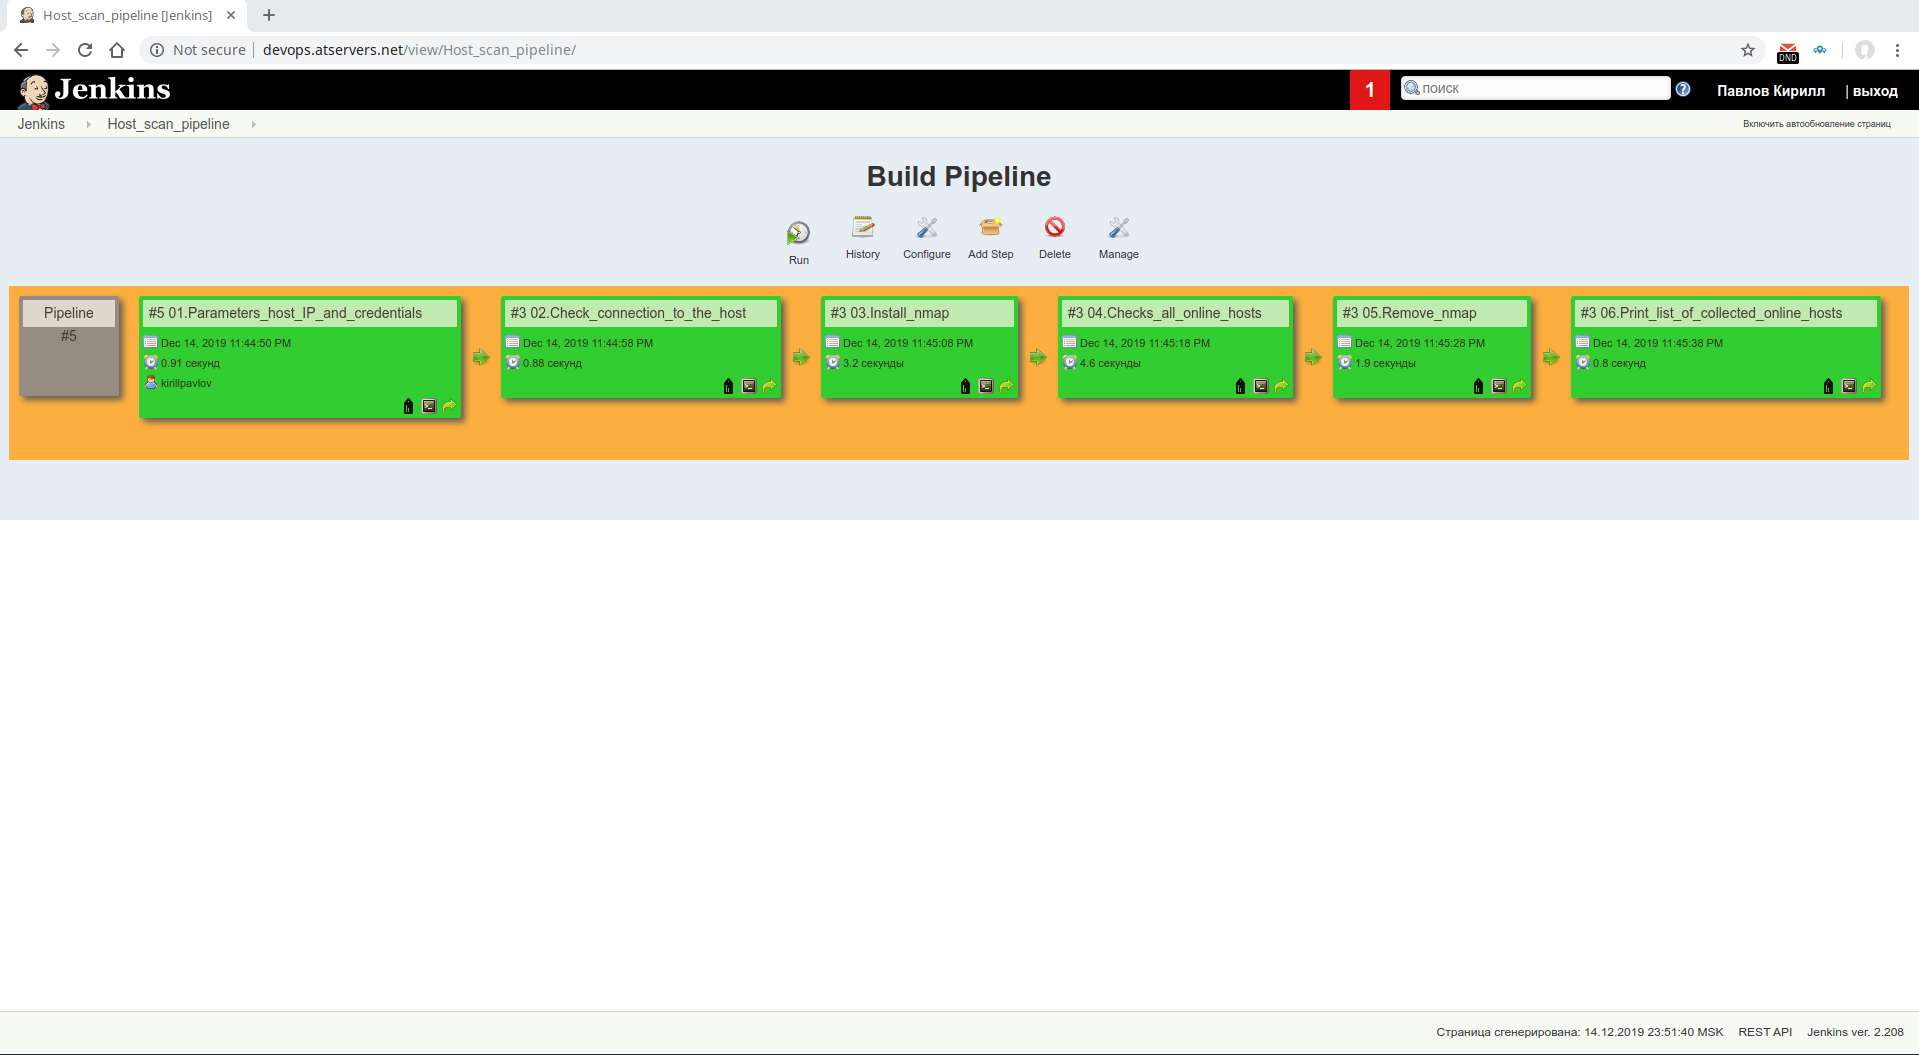 Host_scan_pipeline [Jenkins]
Not secure | devops.atservers.net/view/Host_scan_pipeline/
DND
Jenkins
1
поиск
Павлов Кирилл
| выход
Jenkins
Host_scan_pipeline
Включить автообновление страниц
Build Pipeline
Run
History
Configure
Add Step
Delete
Manage
Pipeline
#5
#5 01.Parameters_host_IP_and_credentials
Dec 14, 2019 11:44:50 PM
0.91 секунд
kirillpavlov
#3 02.Check_connection_to_the_host
Dec 14, 2019 11:44:58 PM
0.88 секунд
#3 03.Install_nmap
Dec 14, 2019 11:45:08 PM
3.2 секунды
#3 04.Checks_all_online_hosts
Dec 14, 2019 11:45:18 PM
4.6 секунды
#3 05.Remove_nmap
Dec 14, 2019 11:45:28 PM
1.9 секунды
#3 06.Print_list_of_collected_online_hosts
Dec 14, 2019 11:45:38 PM
0.8 секунд
Страница сгенерирована: 14.12.2019 23:51:40 MSK
REST API
Jenkins ver. 2.208